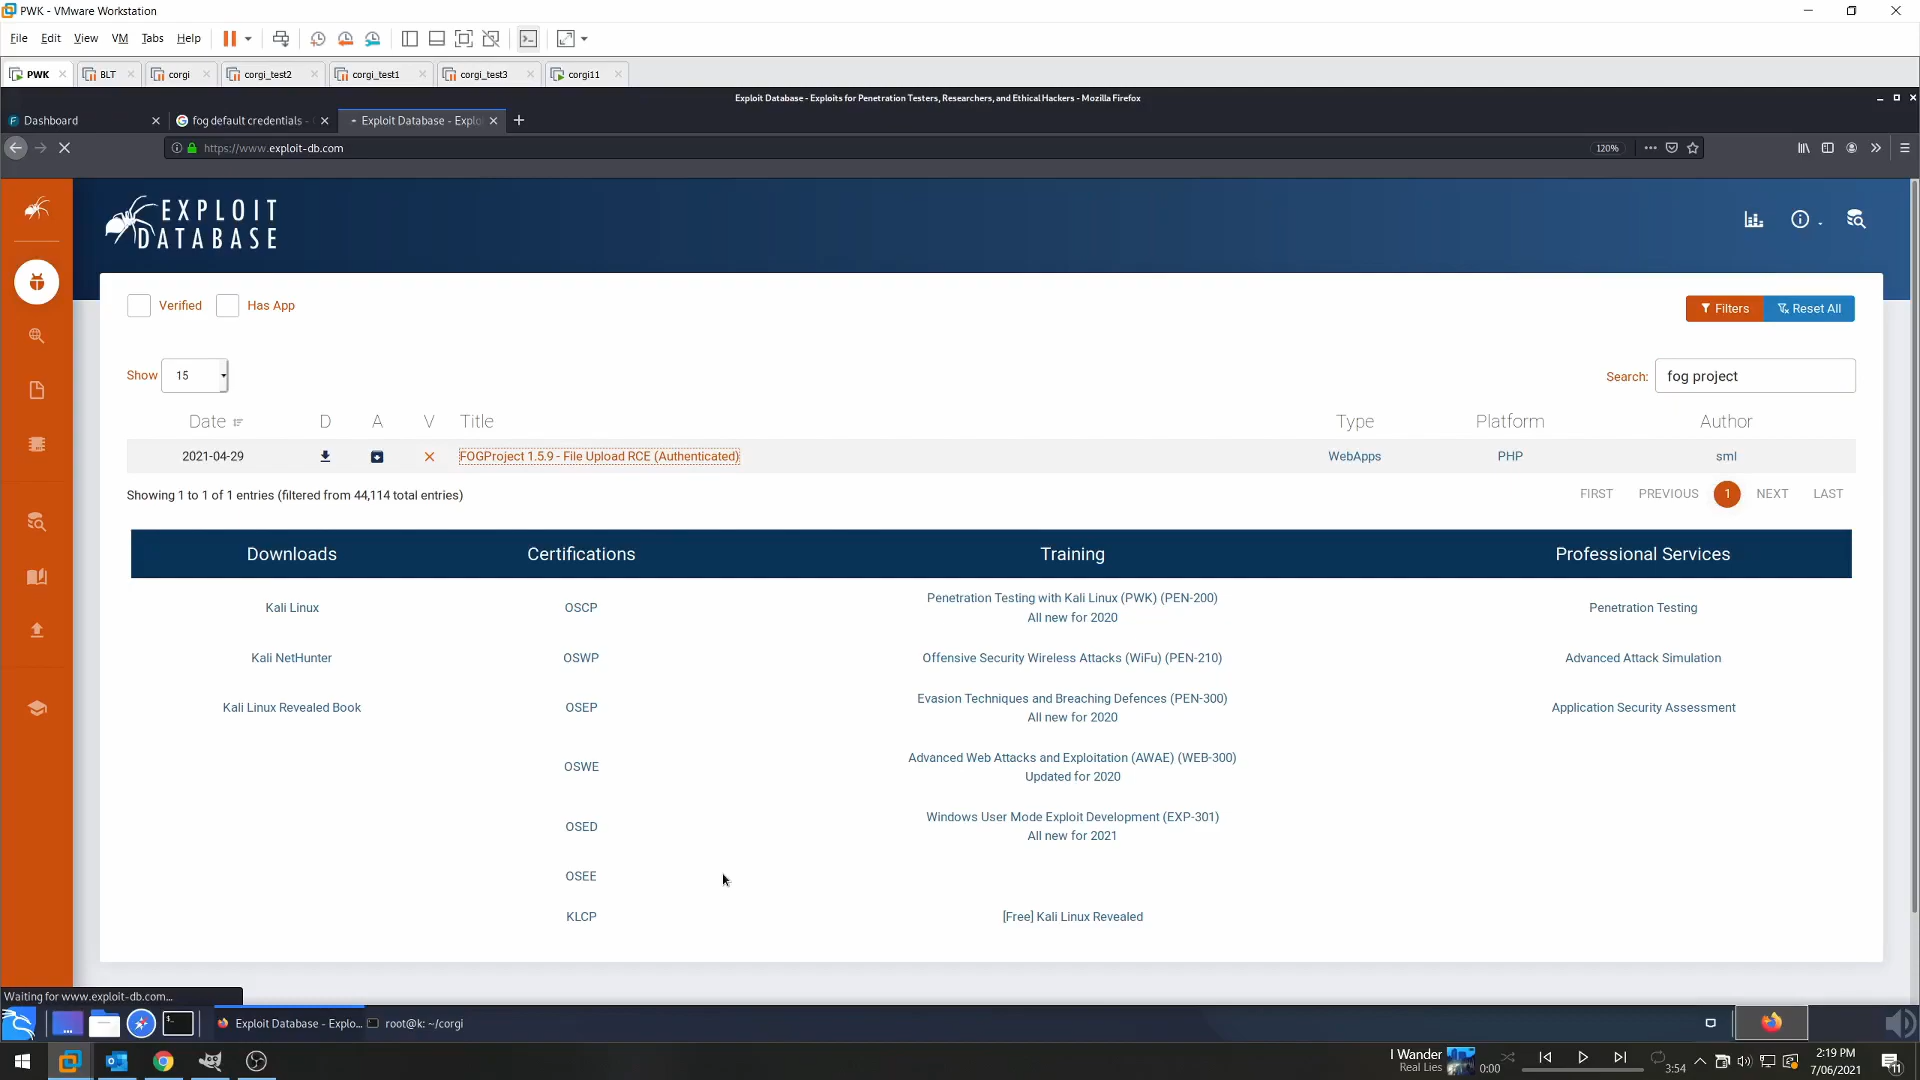 PWK - VMware Workstation
File Edit View VM Tabs Help
PWK BLT corgi corgi_test2 corgi_test1 corgi_test3 corgi11
Exploit Database - Exploits for Penetration Testers, Researchers, and Ethical Hackers - Mozilla Firefox
Dashboard fog default credentials - Exploit Database - Explo
https://www.exploit-db.com 120%
EXPLOIT
DATABASE
Verified Has App Filters Reset All
Show 15 Search: fog project
Date D A V Title Type Platform Author
2021-04-29 FOGProject 1.5.9 - File Upload RCE (Authenticated) WebApps PHP sml
Showing 1 to 1 of 1 entries (filtered from 44,114 total entries) FIRST PREVIOUS 1 NEXT LAST
Downloads Certifications Training Professional Services
Kali Linux OSCP Penetration Testing with Kali Linux (PWK) (PEN-200) Penetration Testing
All new for 2020
Kali NetHunter OSWP Offensive Security Wireless Attacks (WiFu) (PEN-210) Advanced Attack Simulation
Kali Linux Revealed Book OSEP Evasion Techniques and Breaching Defences (PEN-300) Application Security Assessment
All new for 2020
OSWE Advanced Web Attacks and Exploitation (AWAE) (WEB-300)
Updated for 2020
OSED Windows User Mode Exploit Development (EXP-301)
All new for 2021
OSEE
KLCP [Free] Kali Linux Revealed
Waiting for www.exploit-db.com...
Exploit Database - Explo... root@k: ~/corgi
I Wander
Real Lies 0:00 3:54
2:19 PM
7/06/2021
11